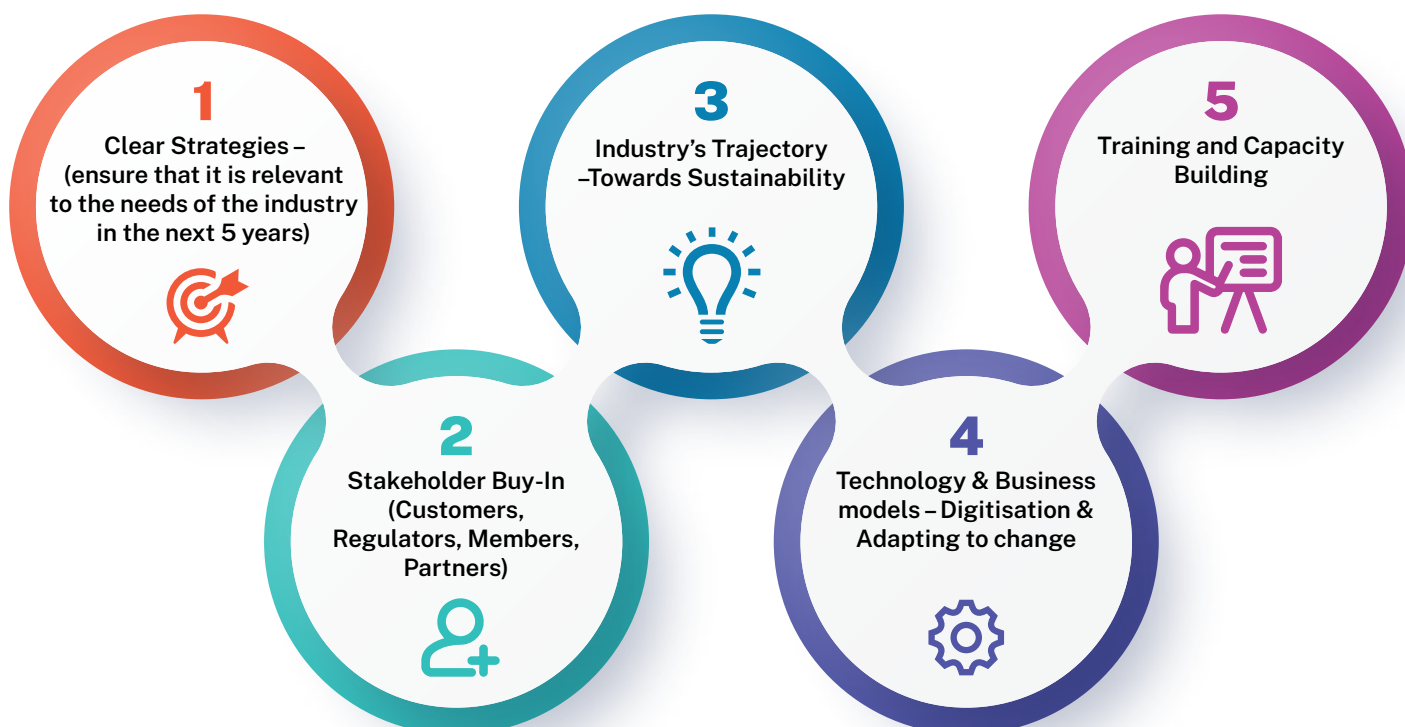 1
Clear Strategies –
(ensure that it is relevant
to the needs of the industry
in the next 5 years)
2
Stakeholder Buy-In
(Customers,
Regulators, Members,
Partners)
3
Industry’s Trajectory
–Towards Sustainability
4
Technology & Business
models – Digitisation &
Adapting to change
5
Training and Capacity
Building